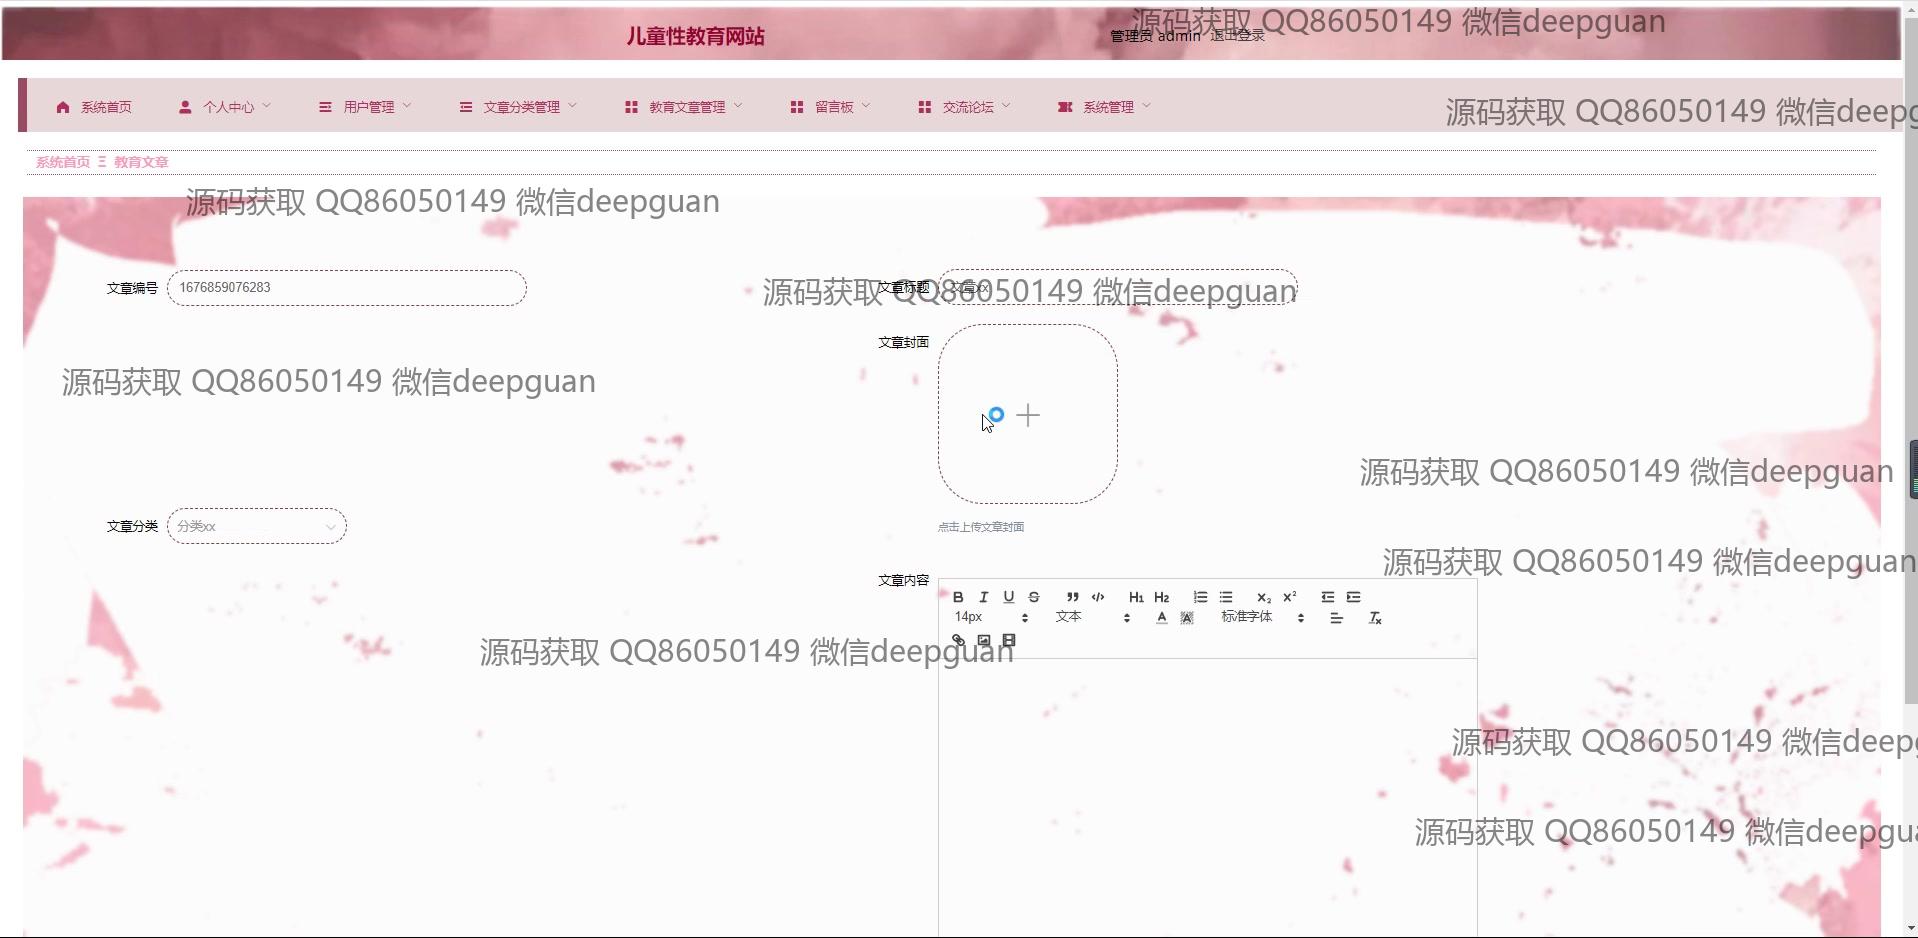 儿童性教育网站
管理员 admin 退出登录
源码获取 QQ86050149 微信deepguan
系统首页 个人中心 用户管理 文章分类管理 教育文章管理 留言板 交流论坛 系统管理
源码获取 QQ86050149 微信deepg
系统首页 Ξ 教育文章
源码获取 QQ86050149 微信deepguan
文章编号 1676859076283
文章标题 文章xx
源码获取 QQ86050149 微信deepguan
文章封面
源码获取 QQ86050149 微信deepguan
源码获取 QQ86050149 微信deepguan
文章分类 分类xx
点击上传文章封面
源码获取 QQ86050149 微信deepguan
文章内容
B I U S H1 H2 X2 X2
14px 文本 A A 标准字体 Tx
源码获取 QQ86050149 微信deepguan
源码获取 QQ86050149 微信deep
源码获取 QQ86050149 微信deepgu